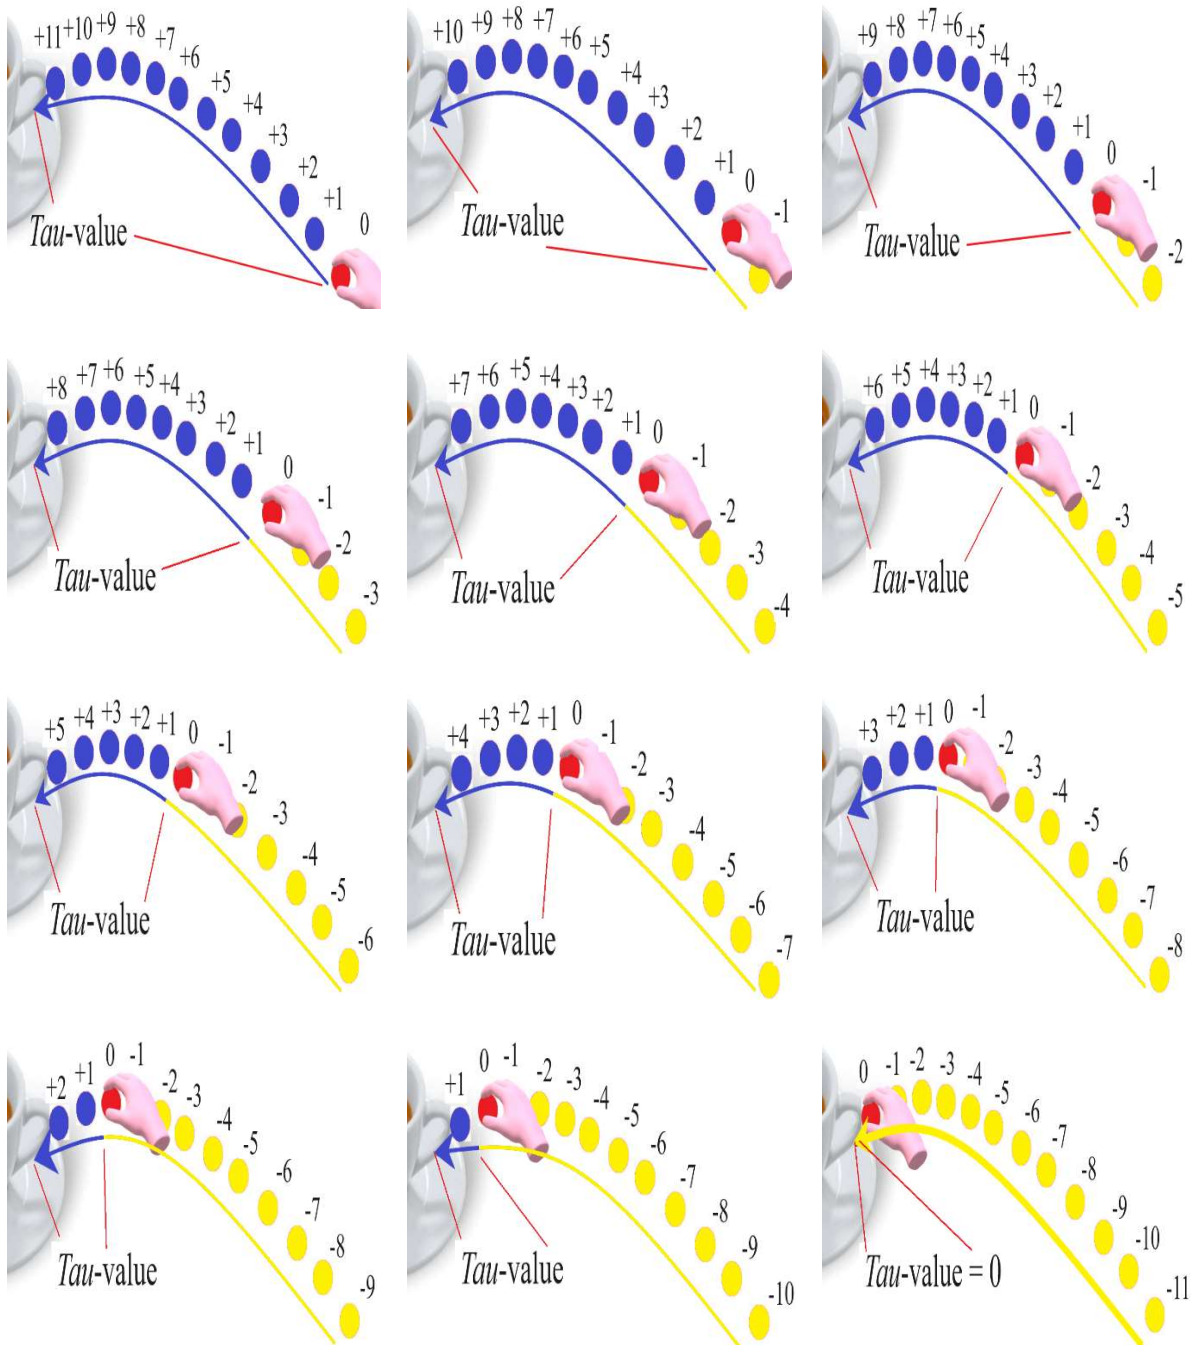 +11 +10 +9 +8 +7 +6 +5 +4 +3 +2 +1 0
Tau-value
+10 +9 +8 +7 +6 +5 +4 +3 +2 +1 0 -1
Tau-value
+9 +8 +7 +6 +5 +4 +3 +2 +1 0 -1 -2
Tau-value
+8 +7 +6 +5 +4 +3 +2 +1 0 -1 -2 -3
Tau-value
+7 +6 +5 +4 +3 +2 +1 0 -1 -2 -3 -4
Tau-value
+6 +5 +4 +3 +2 +1 0 -1 -2 -3 -4 -5
Tau-value
+5 +4 +3 +2 +1 0 -1 -2 -3 -4 -5 -6
Tau-value
+4 +3 +2 +1 0 -1 -2 -3 -4 -5 -6 -7
Tau-value
+3 +2 +1 0 -1 -2 -3 -4 -5 -6 -7 -8
Tau-value
+2 +1 0 -1 -2 -3 -4 -5 -6 -7 -8 -9
Tau-value
+1 0 -1 -2 -3 -4 -5 -6 -7 -8 -9 -10
Tau-value
0 -1 -2 -3 -4 -5 -6 -7 -8 -9 -10 -11
Tau-value = 0